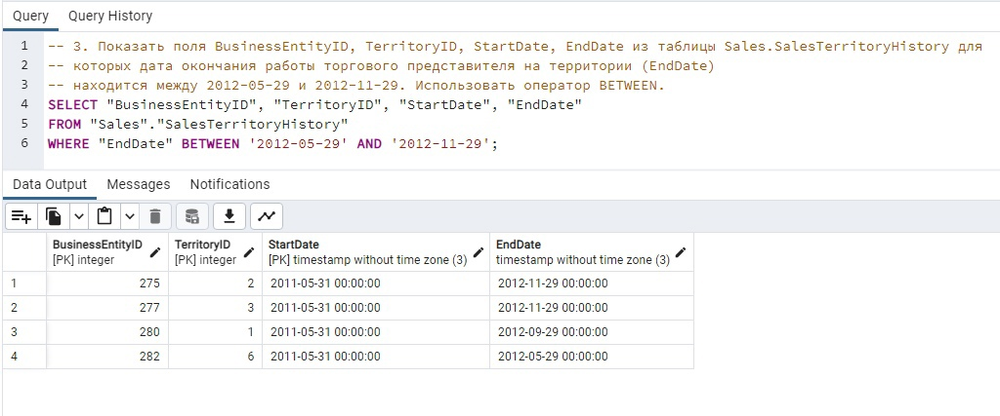 Query Query History
1 -- 3. Показать поля BusinessEntityID, TerritoryID, StartDate, EndDate из таблицы Sales.SalesTerritoryHistory для
2 -- которых дата окончания работы торгового представителя на территории (EndDate)
3 -- находится между 2012-05-29 и 2012-11-29. Использовать оператор BETWEEN.
4 SELECT "BusinessEntityID", "TerritoryID", "StartDate", "EndDate"
5 FROM "Sales"."SalesTerritoryHistory"
6 WHERE "EndDate" BETWEEN '2012-05-29' AND '2012-11-29';
Data Output Messages Notifications
BusinessEntityID TerritoryID StartDate EndDate
[PK] integer [PK] integer [PK] timestamp without time zone (3) timestamp without time zone (3)
1 275 2 2011-05-31 00:00:00 2012-11-29 00:00:00
2 277 3 2011-05-31 00:00:00 2012-11-29 00:00:00
3 280 1 2011-05-31 00:00:00 2012-09-29 00:00:00
4 282 6 2011-05-31 00:00:00 2012-05-29 00:00:00